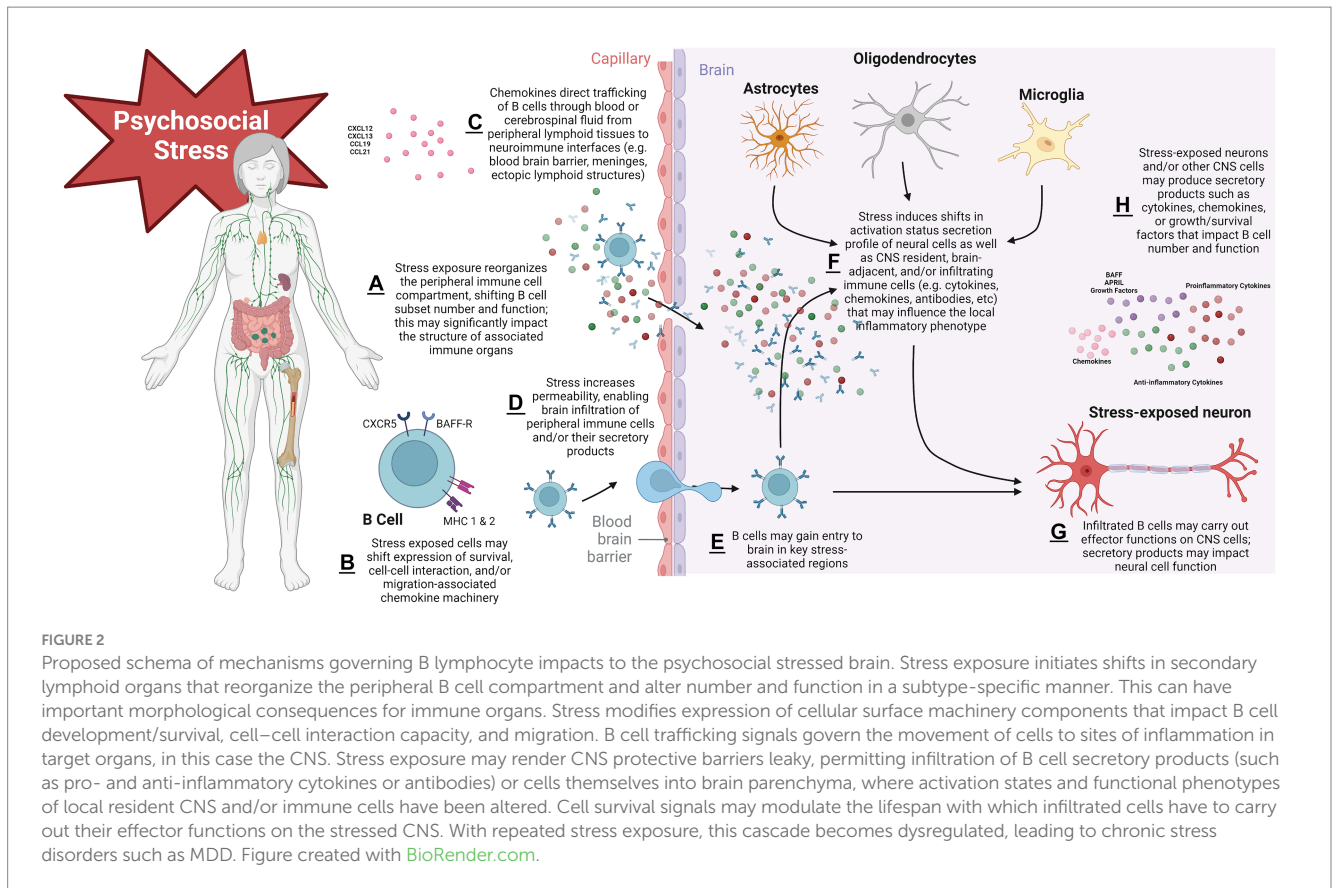 Psychosocial
Stress
CXCL12
CXCL13
CCL19
CCL21
C
Chemokines direct trafficking
of B cells through blood or
cerebrospinal fluid from
peripheral lymphoid tissues to
neuroimmune interfaces (e.g.
blood brain barrier, meninges,
ectopic lymphoid structures)
Capillary
Brain
Astrocytes
Oligodendrocytes
Microglia
A
Stress exposure reorganizes
the peripheral immune cell
compartment, shifting B cell
subset number and function;
this may significantly impact
the structure of associated
immune organs
F
Stress induces shifts in
activation status secretion
profile of neural cells as well
as CNS resident, brain-
adjacent, and/or infiltrating
immune cells (e.g. cytokines,
chemokines, antibodies, etc)
that may influence the local
inflammatory phenotype
H
Stress-exposed neurons
and/or other CNS cells
may produce secretory
products such as
cytokines, chemokines,
or growth/survival
factors that impact B cell
number and function
BAFF
APRIL
Growth Factors
Proinflammatory Cytokines
Chemokines
Anti-inflammatory Cytokines
D
Stress increases
permeability, enabling
brain infiltration of
peripheral immune cells
and/or their secretory
products
CXCR5
BAFF-R
B Cell
MHC 1 & 2
B
Stress exposed cells may
shift expression of survival,
cell-cell interaction, and/or
migration-associated
chemokine machinery
Blood
brain
barrier
E
B cells may gain entry to
brain in key stress-
associated regions
Stress-exposed neuron
G
Infiltrated B cells may carry out
effector functions on CNS cells;
secretory products may impact
neural cell function
FIGURE 2
Proposed schema of mechanisms governing B lymphocyte impacts to the psychosocial stressed brain. Stress exposure initiates shifts in secondary
lymphoid organs that reorganize the peripheral B cell compartment and alter number and function in a subtype-specific manner. This can have
important morphological consequences for immune organs. Stress modifies expression of cellular surface machinery components that impact B cell
development/survival, cell–cell interaction capacity, and migration. B cell trafficking signals govern the movement of cells to sites of inflammation in
target organs, in this case the CNS. Stress exposure may render CNS protective barriers leaky, permitting infiltration of B cell secretory products (such
as pro- and anti-inflammatory cytokines or antibodies) or cells themselves into brain parenchyma, where activation states and functional phenotypes
of local resident CNS and/or immune cells have been altered. Cell survival signals may modulate the lifespan with which infiltrated cells have to carry
out their effector functions on the stressed CNS. With repeated stress exposure, this cascade becomes dysregulated, leading to chronic stress
disorders such as MDD. Figure created with BioRender.com.